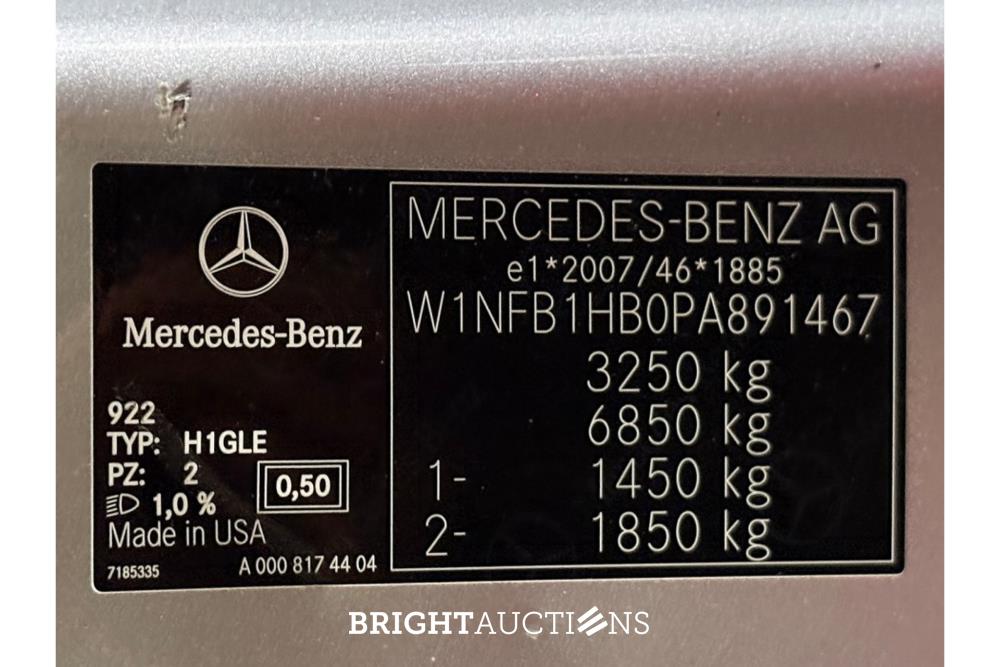 Mercedes-Benz
922
TYP: H1GLE
PZ: 2
1,0 %
0,50
Made in USA
7185335
A 000 817 44 04
MERCEDES-BENZ AG
e1*2007/46*1885
W1NFB1HB0PA891467
3250 kg
6850 kg
1- 1450 kg
2- 1850 kg
BRIGHTAUCTIONS